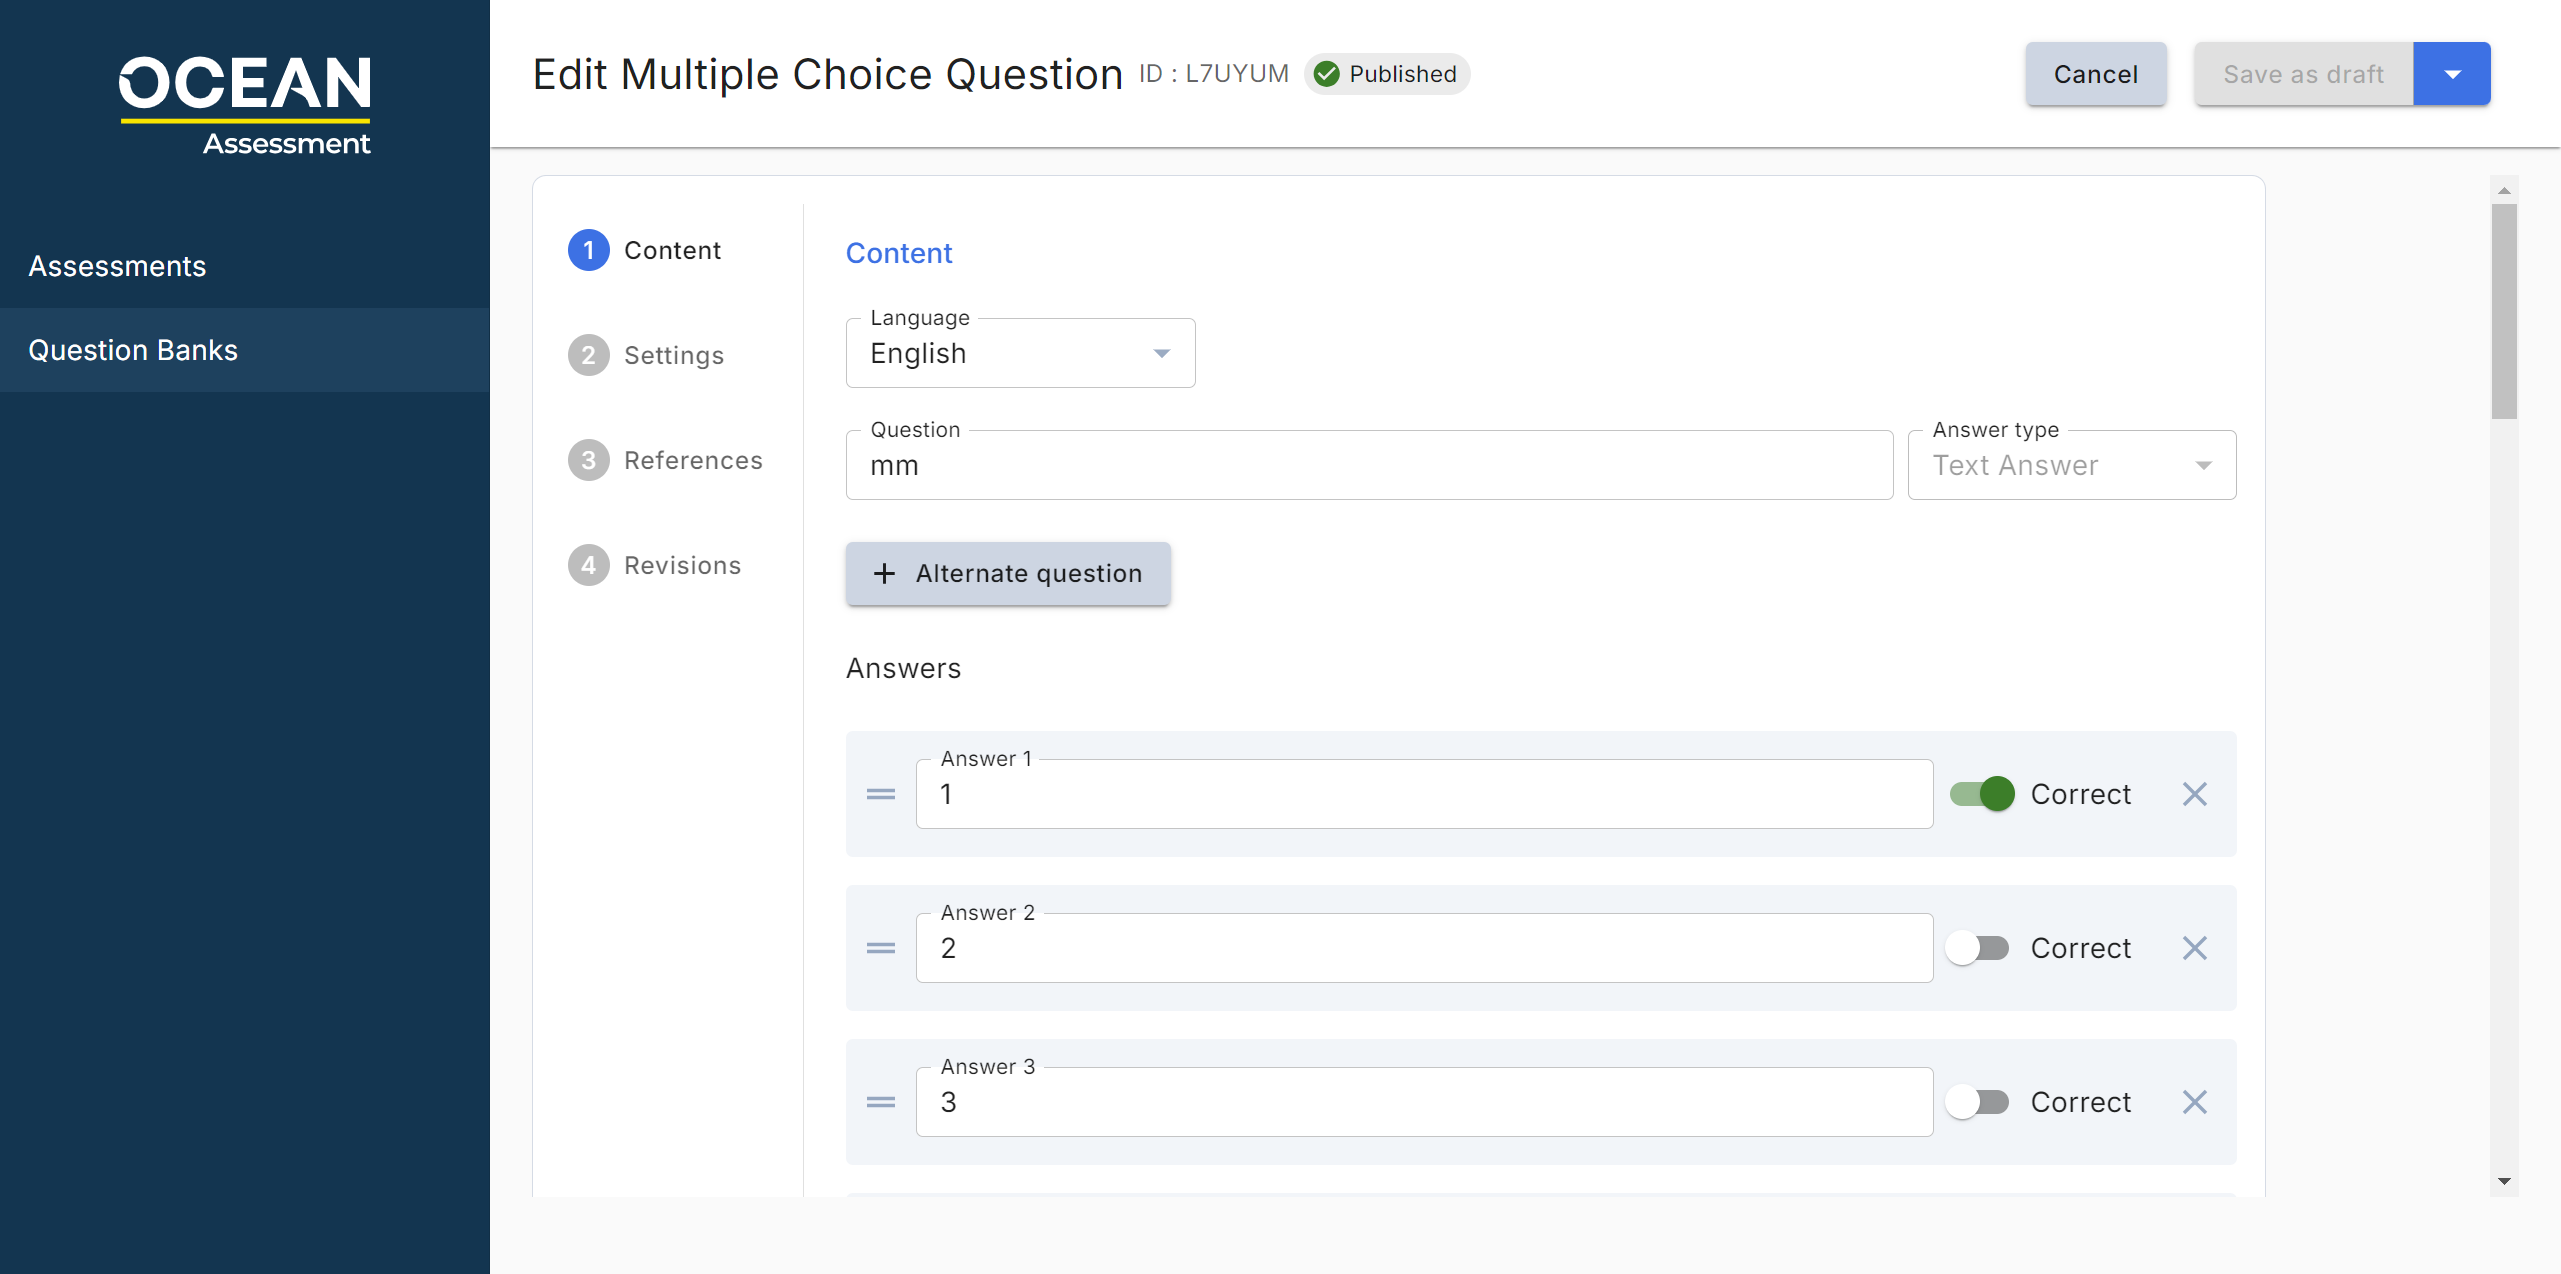 OCEAN
Assessment
Assessments
Question Banks
Edit Multiple Choice Question ID : L7UYUM Published
Cancel
Save as draft
1 Content
2 Settings
3 References
4 Revisions
Content
Language
English
Question
mm
Answer type
Text Answer
Alternate question
Answers
Answer 1
1
Correct
Answer 2
2
Correct
Answer 3
3
Correct